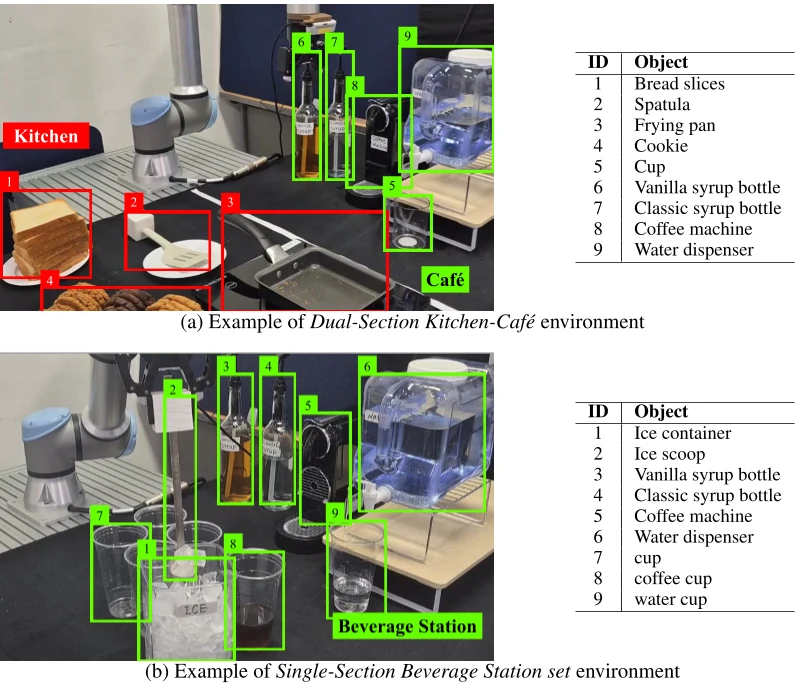 6
7
8
9
Kitchen
1
2
3
5
4
Café
ID Object
1 Bread slices
2 Spatula
3 Frying pan
4 Cookie
5 Cup
6 Vanilla syrup bottle
7 Classic syrup bottle
8 Coffee machine
9 Water dispenser
(a) Example of Dual-Section Kitchen-Café environment
2
3
4
5
6
7
1
8
9
ICE
Beverage Station
ID Object
1 Ice container
2 Ice scoop
3 Vanilla syrup bottle
4 Classic syrup bottle
5 Coffee machine
6 Water dispenser
7 cup
8 coffee cup
9 water cup
(b) Example of Single-Section Beverage Station set environment